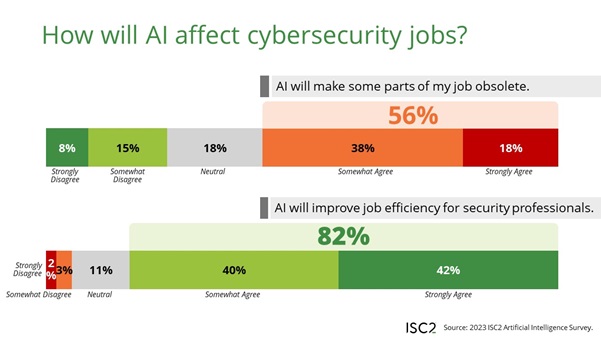 How will AI affect cybersecurity jobs?
AI will make some parts of my job obsolete.
56%
8%
15%
18%
38%
18%
Strongly
Disagree
Somewhat
Disagree
Neutral
Somewhat Agree
Strongly Agree
AI will improve job efficiency for security professionals.
82%
Strongly
Disagree
2
%
3%
11%
40%
42%
Somewhat Disagree
Neutral
Somewhat Agree
Strongly Agree
ISC2
Source: 2023 ISC2 Artificial Intelligence Survey.